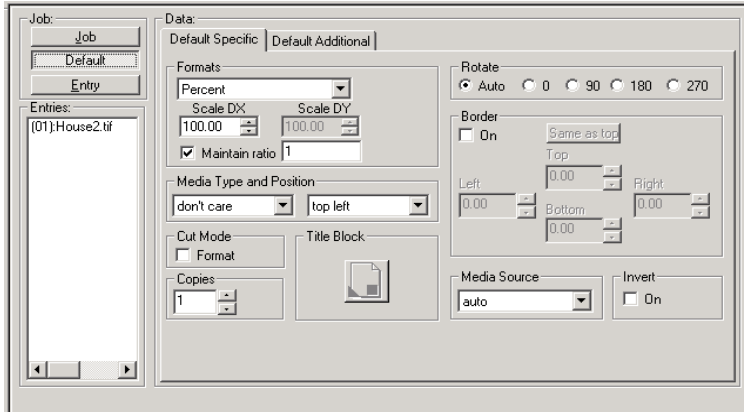 Job:
Job
Default
Entry
Entries:
(01):House2.tif
Data:
Default Specific
Default Additional
Formats
Percent
Scale DX
Scale DY
100.00
100.00
Maintain ratio
1
Media Type and Position
don't care
top left
Cut Mode
Format
Title Block
Copies
1
Rotate
Auto
0
90
180
270
Border
On
Same as top
Top
0.00
Left
0.00
Right
0.00
Bottom
0.00
Media Source
auto
Invert
On